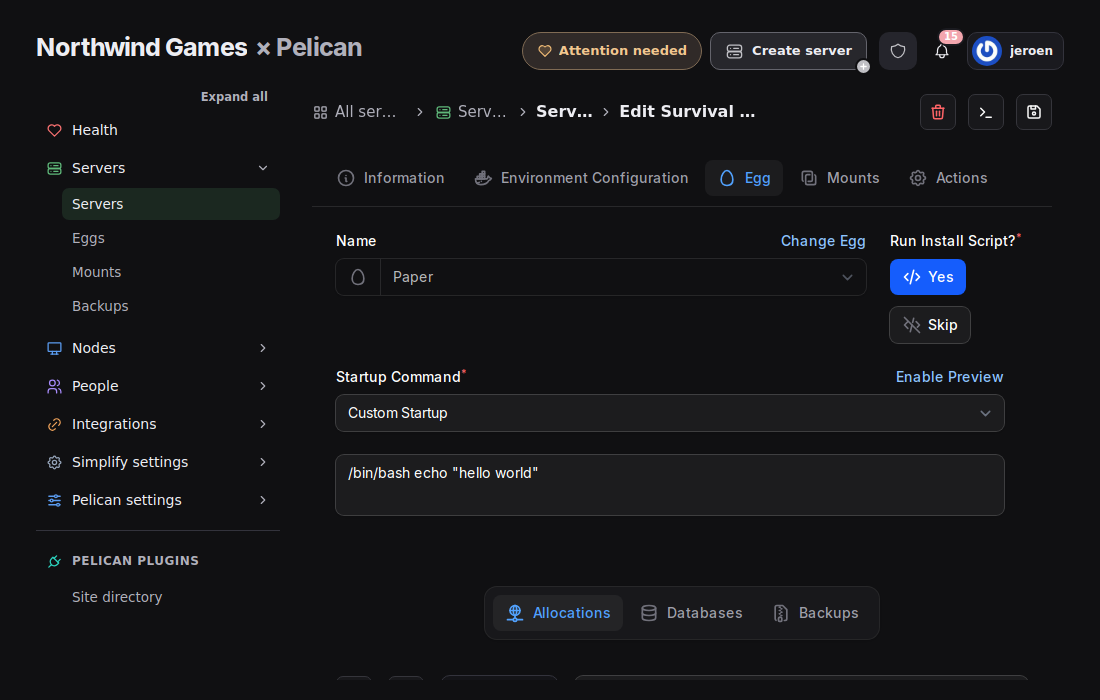 Northwind Games × Pelican
Attention needed
Create server
15
jeroen
Expand all
Health
Servers
Servers
Eggs
Mounts
Backups
Nodes
People
Integrations
Simplify settings
Pelican settings
PELICAN PLUGINS
Site directory
All ser... > Serv... > Serv... > Edit Survival ...
Information
Environment Configuration
Egg
Mounts
Actions
Name
Change Egg
Paper
Run Install Script?*
Yes
Skip
Startup Command*
Enable Preview
Custom Startup
/bin/bash echo "hello world"
Allocations
Databases
Backups